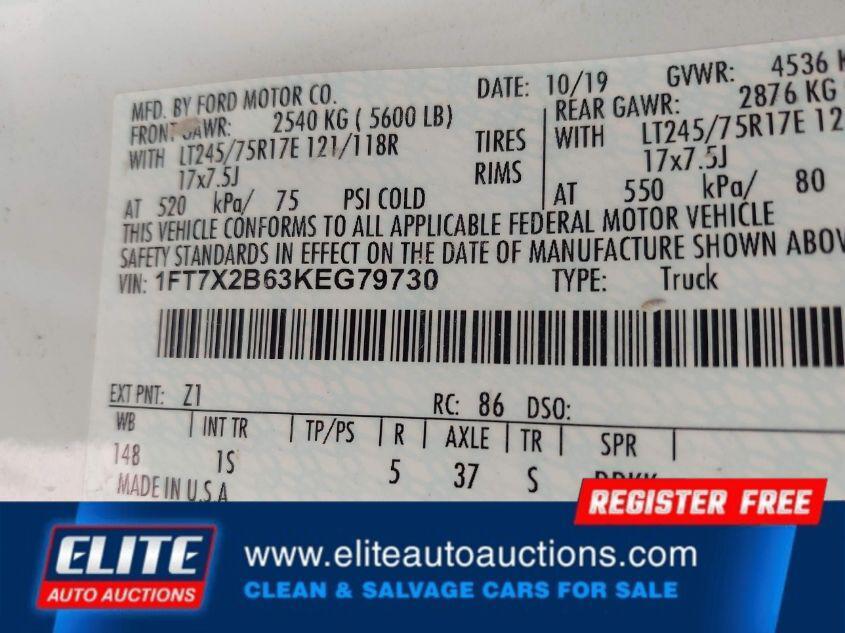 MFD. BY FORD MOTOR CO. DATE: 10/19 GVWR: 4536
FRONT GAWR: 2540 KG ( 5600 LB) REAR GAWR: 2876 KG
WITH LT245/75R17E 121/118R TIRES WITH LT245/75R17E 12
17x7.5J RIMS 17x7.5J
AT 520 kPa/ 75 PSI COLD AT 550 kPa/ 80
THIS VEHICLE CONFORMS TO ALL APPLICABLE FEDERAL MOTOR VEHICLE
SAFETY STANDARDS IN EFFECT ON THE DATE OF MANUFACTURE SHOWN ABOV
VIN: 1FT7X2B63KEG79730 TYPE: Truck
EXT PNT: Z1 RC: 86 DSO:
WB INT TR TP/PS R AXLE TR SPR
148 1S 5 37 S
MADE IN U.S.A
REGISTER FREE
ELITE
AUTO AUCTIONS
www.eliteautoauctions.com
CLEAN & SALVAGE CARS FOR SALE